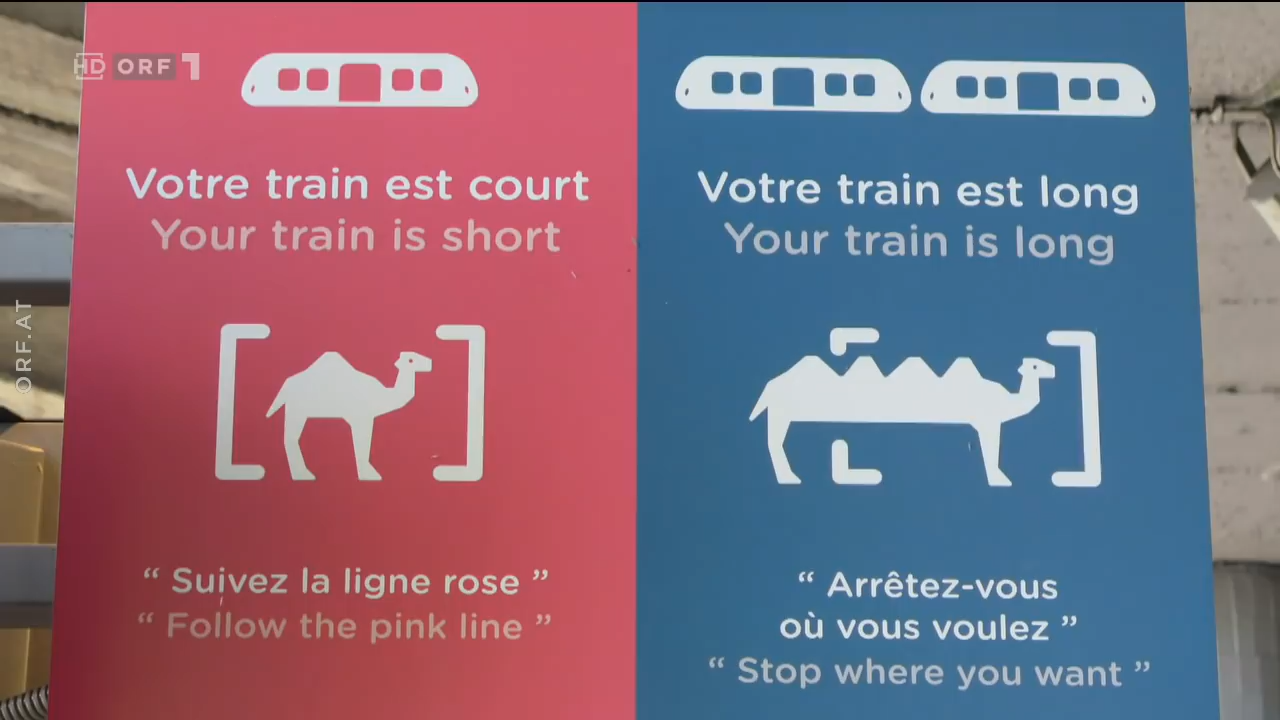 HD ORF 1
Votre train est court
Your train is short
“ Suivez la ligne rose ”
“ Follow the pink line ”
Votre train est long
Your train is long
“ Arrêtez-vous
où vous voulez ”
“ Stop where you want ”
ORF.AT